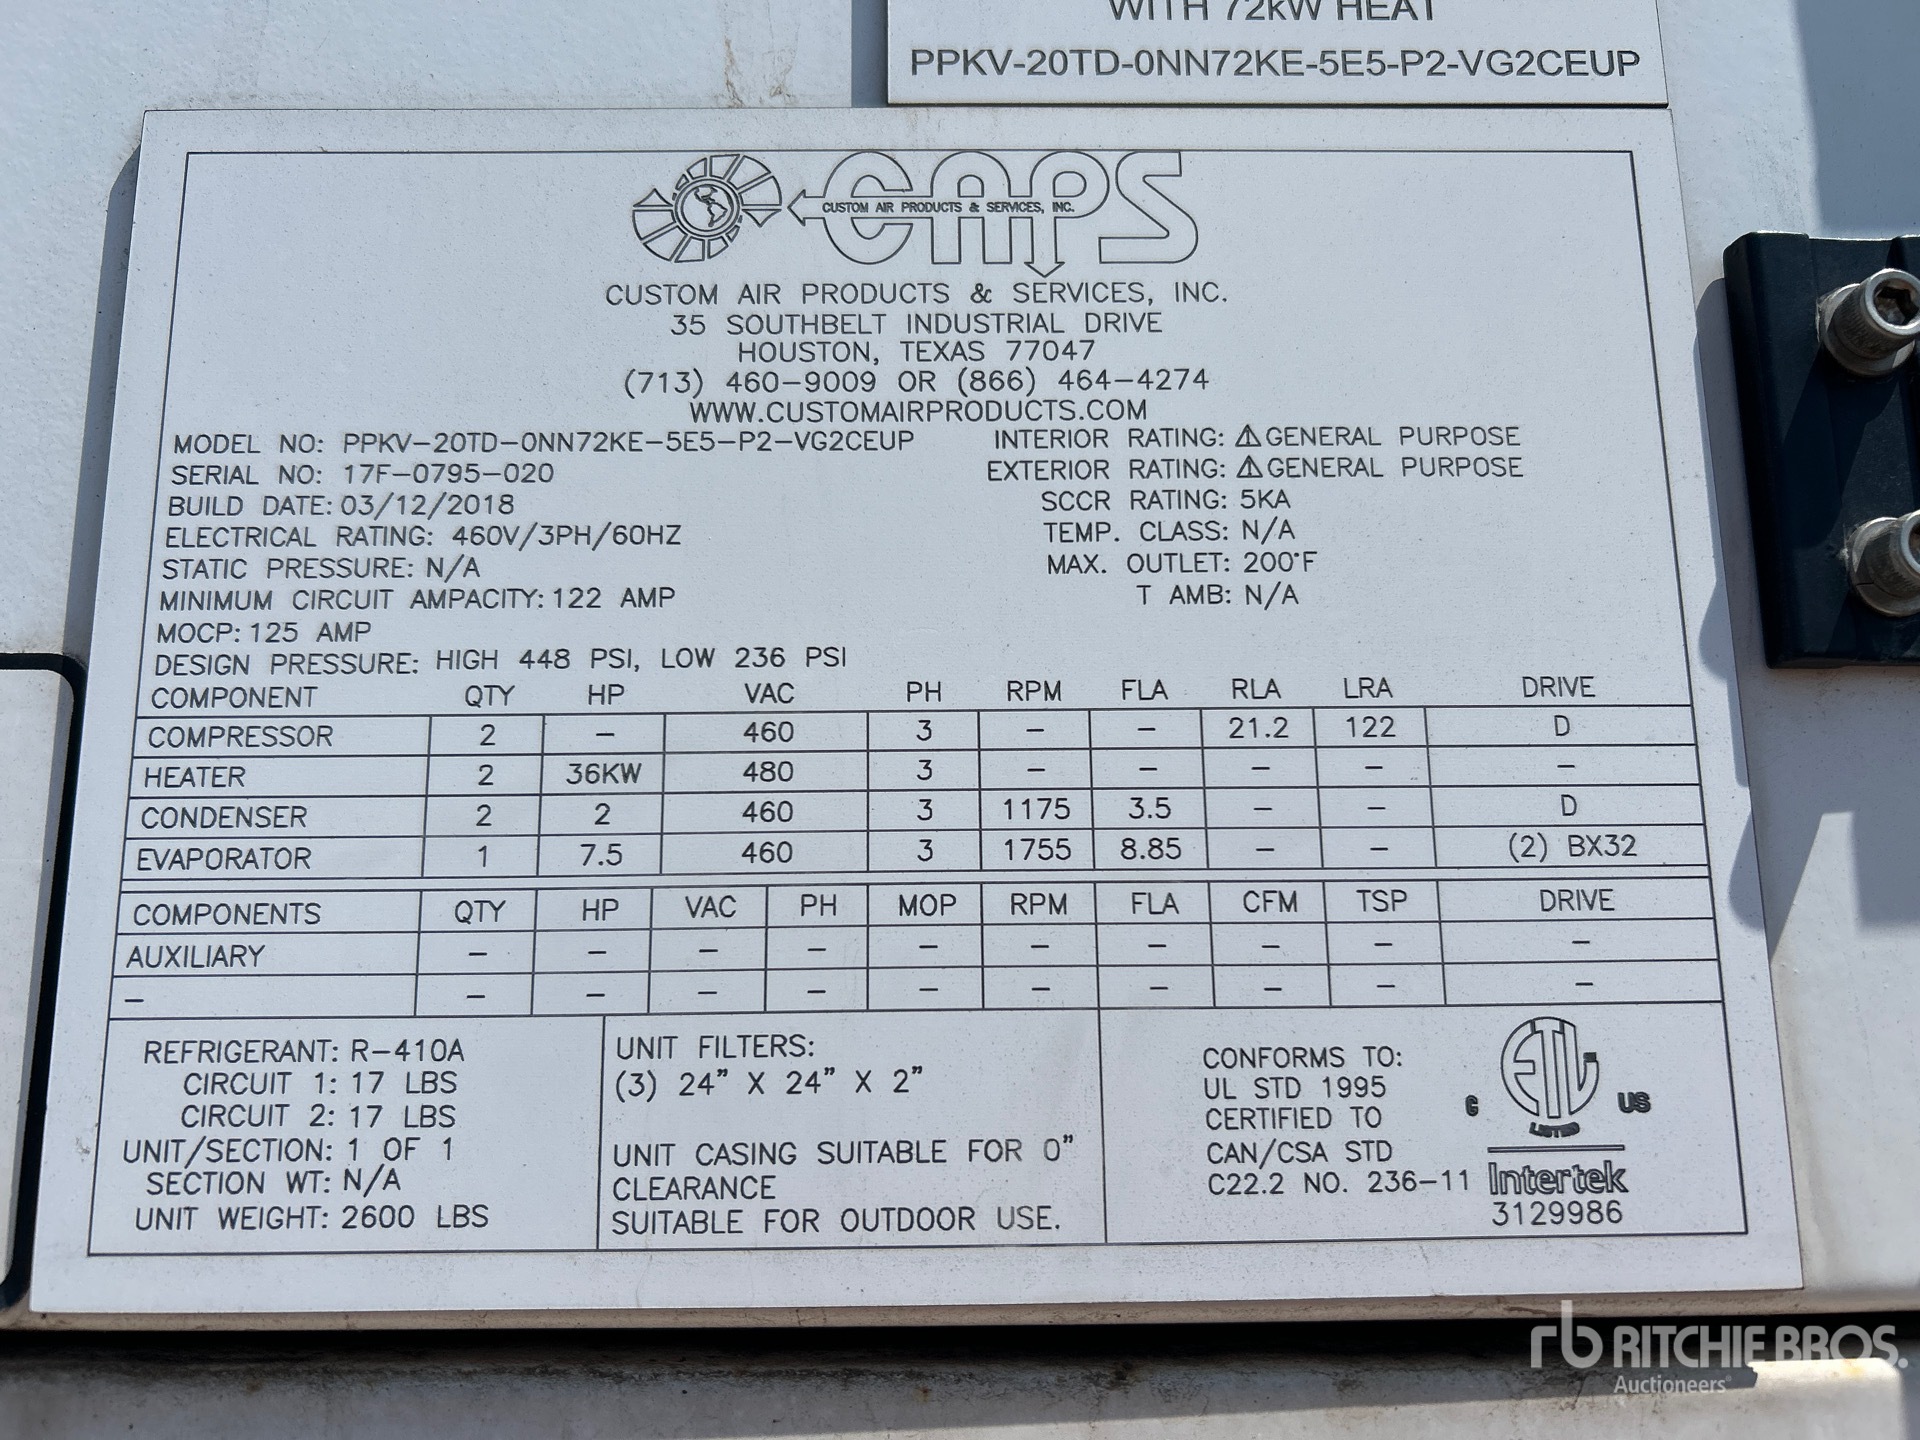 WITH 72kW HEAT
PPKV-20TD-0NN72KE-5E5-P2-VG2CEUP
CAPS
CUSTOM AIR PRODUCTS & SERVICES, INC.
CUSTOM AIR PRODUCTS & SERVICES, INC.
35 SOUTHBELT INDUSTRIAL DRIVE
HOUSTON, TEXAS 77047
(713) 460-9009 OR (866) 464-4274
WWW.CUSTOMAIRPRODUCTS.COM
MODEL NO: PPKV-20TD-0NN72KE-5E5-P2-VG2CEUP INTERIOR RATING: ⚠GENERAL PURPOSE
SERIAL NO: 17F-0795-020 EXTERIOR RATING: ⚠GENERAL PURPOSE
BUILD DATE: 03/12/2018 SCCR RATING: 5KA
ELECTRICAL RATING: 460V/3PH/60HZ TEMP. CLASS: N/A
STATIC PRESSURE: N/A MAX. OUTLET: 200°F
MINIMUM CIRCUIT AMPACITY: 122 AMP T AMB: N/A
MOCP: 125 AMP
DESIGN PRESSURE: HIGH 448 PSI, LOW 236 PSI
COMPONENT QTY HP VAC PH RPM FLA RLA LRA DRIVE
COMPRESSOR 2 - 460 3 - - 21.2 122 D
HEATER 2 36KW 480 3 - - - - -
CONDENSER 2 2 460 3 1175 3.5 - - D
EVAPORATOR 1 7.5 460 3 1755 8.85 - - (2) BX32
COMPONENTS QTY HP VAC PH MOP RPM FLA CFM TSP DRIVE
AUXILIARY - - - - - - - - - -
- - - - - - - - - - -
REFRIGERANT: R-410A
CIRCUIT 1: 17 LBS
CIRCUIT 2: 17 LBS
UNIT/SECTION: 1 OF 1
SECTION WT: N/A
UNIT WEIGHT: 2600 LBS
UNIT FILTERS:
(3) 24" X 24" X 2"
UNIT CASING SUITABLE FOR 0"
CLEARANCE
SUITABLE FOR OUTDOOR USE.
CONFORMS TO:
UL STD 1995
CERTIFIED TO
CAN/CSA STD
C22.2 NO. 236-11
ETL
C US
LISTED
Intertek
3129986
rb RITCHIE BROS.
Auctioneers